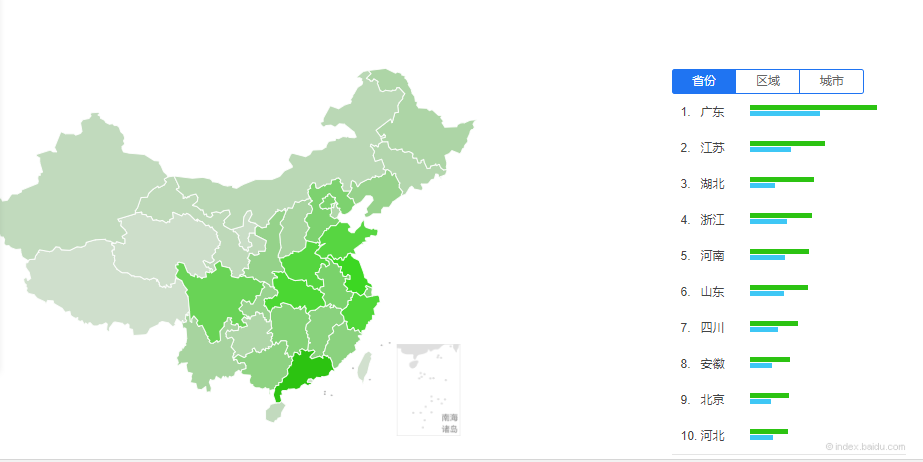 省份 区域 城市
1. 广东
2. 江苏
3. 湖北
4. 浙江
5. 河南
6. 山东
7. 四川
8. 安徽
9. 北京
10. 河北
南海
诸岛
© index.baidu.com